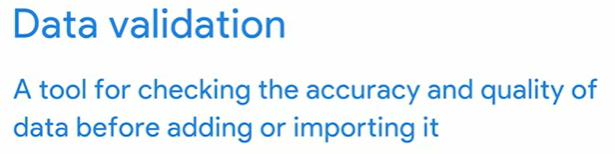 Data validation
A tool for checking the accuracy and quality of
data before adding or importing it